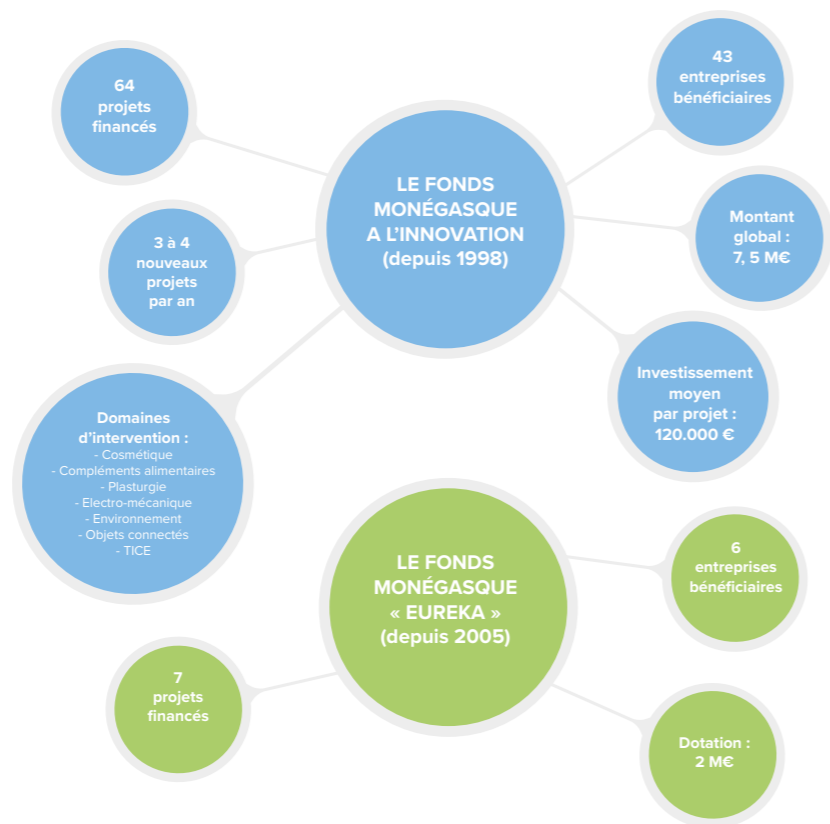 64
projets
financés
43
entreprises
bénéficiaires
LE FONDS
MONÉGASQUE
A L'INNOVATION
(depuis 1998)
3 à 4
nouveaux
projets
par an
Montant
global :
7, 5 M€
Investissement
moyen
par projet :
120.000 €
Domaines
d'intervention :
- Cosmétique
- Compléments alimentaires
- Plasturgie
- Electro-mécanique
- Environnement
- Objets connectés
- TICE
LE FONDS
MONÉGASQUE
« EUREKA »
(depuis 2005)
6
entreprises
bénéficiaires
7
projets
financés
Dotation :
2 M€